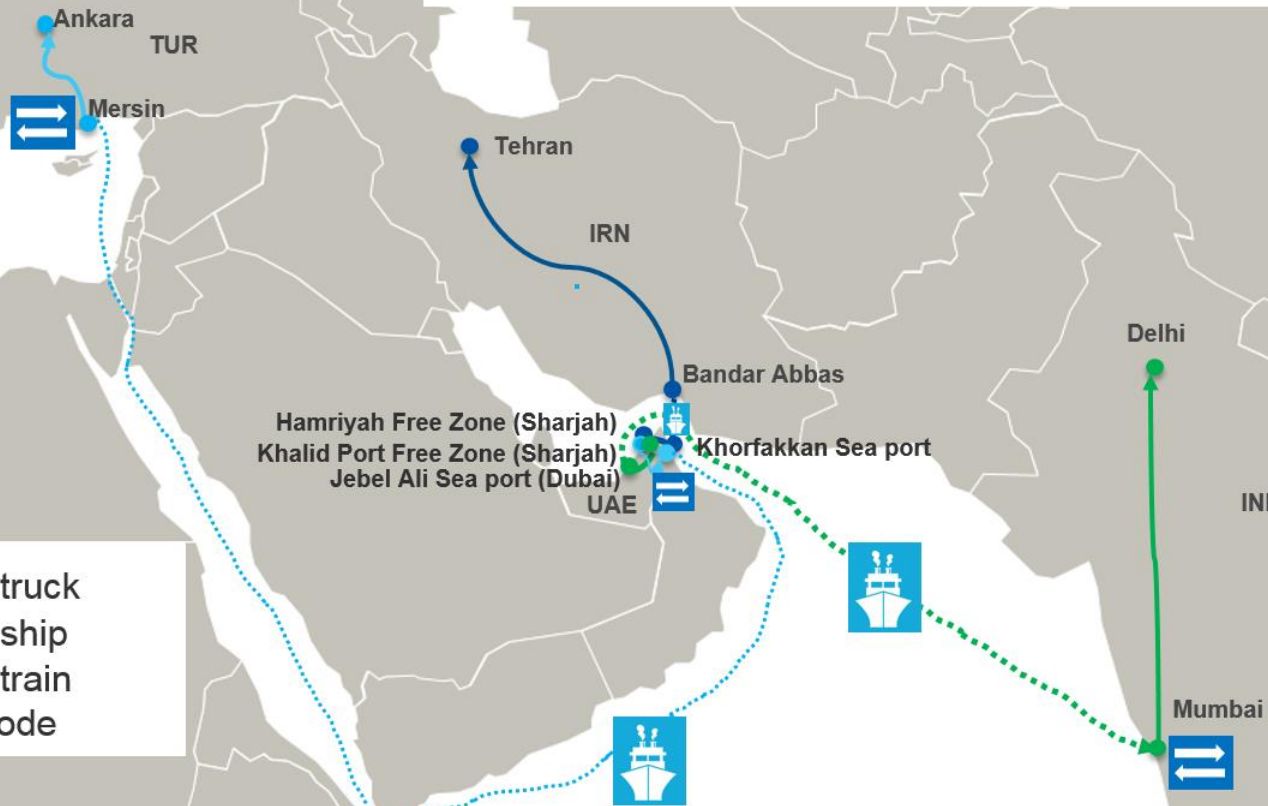 Ankara
TUR
Mersin
Tehran
IRN
Delhi
Bandar Abbas
Hamriyah Free Zone (Sharjah)
Khalid Port Free Zone (Sharjah)
Khorfakkan Sea port
Jebel Ali Sea port (Dubai)
UAE
IN
truck
ship
train
ode
Mumbai